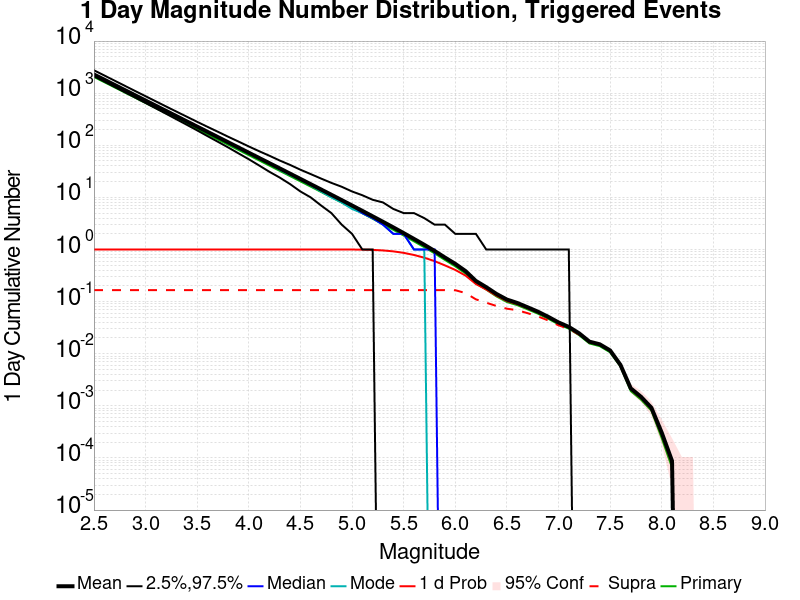 1 Day Magnitude Number Distribution, Triggered Events
10^4
10^3
10^2
10^1
10^0
10^-1
10^-2
10^-3
10^-4
10^-5
1 Day Cumulative Number
2.5 3.0 3.5 4.0 4.5 5.0 5.5 6.0 6.5 7.0 7.5 8.0 8.5 9.0
Magnitude
Mean 2.5%,97.5% Median Mode 1 d Prob 95% Conf Supra Primary